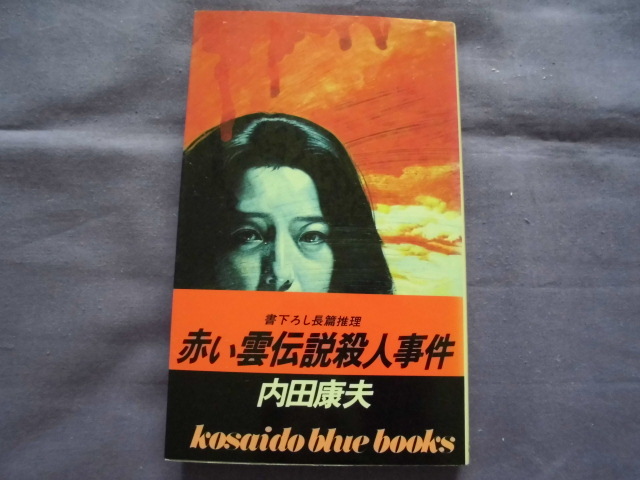 書下ろし長篇推理
赤い雲伝説殺人事件
内田康夫
kosaido blue books